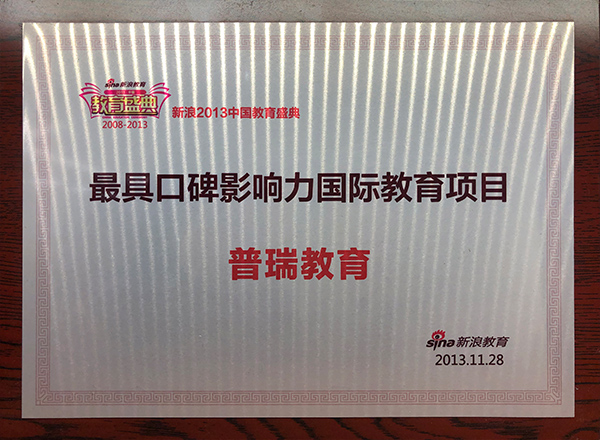 sina新浪教育
教育盛典
2008-2013
新浪2013中国教育盛典
最具口碑影响力国际教育项目
普瑞教育
sina新浪教育
2013.11.28